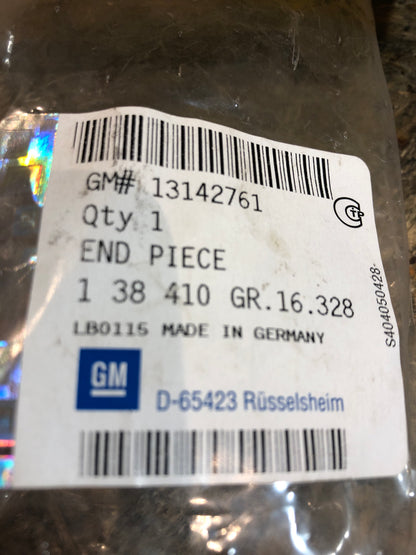 GM# 13142761
Qty 1
END PIECE
1 38 410 GR.16.328
LB0115 MADE IN GERMANY
GM
D-65423 Rüsselsheim
S404050428